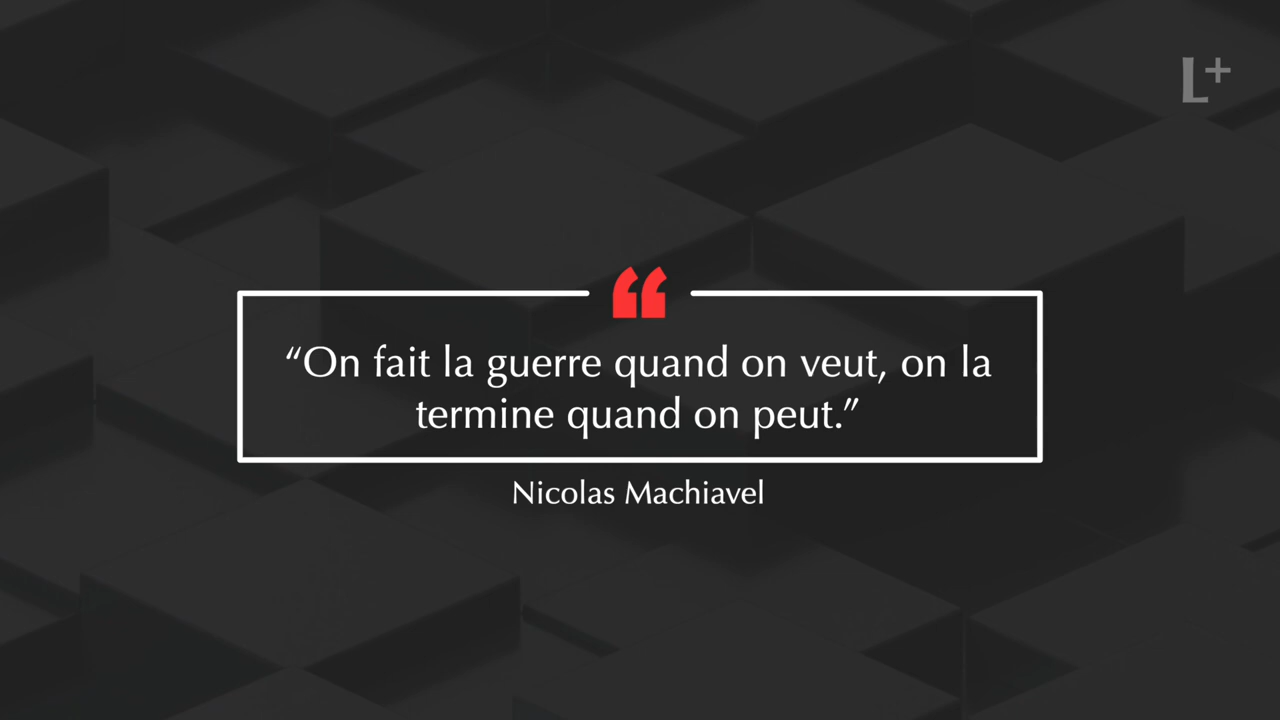 L+
“On fait la guerre quand on veut, on la
termine quand on peut.”
Nicolas Machiavel